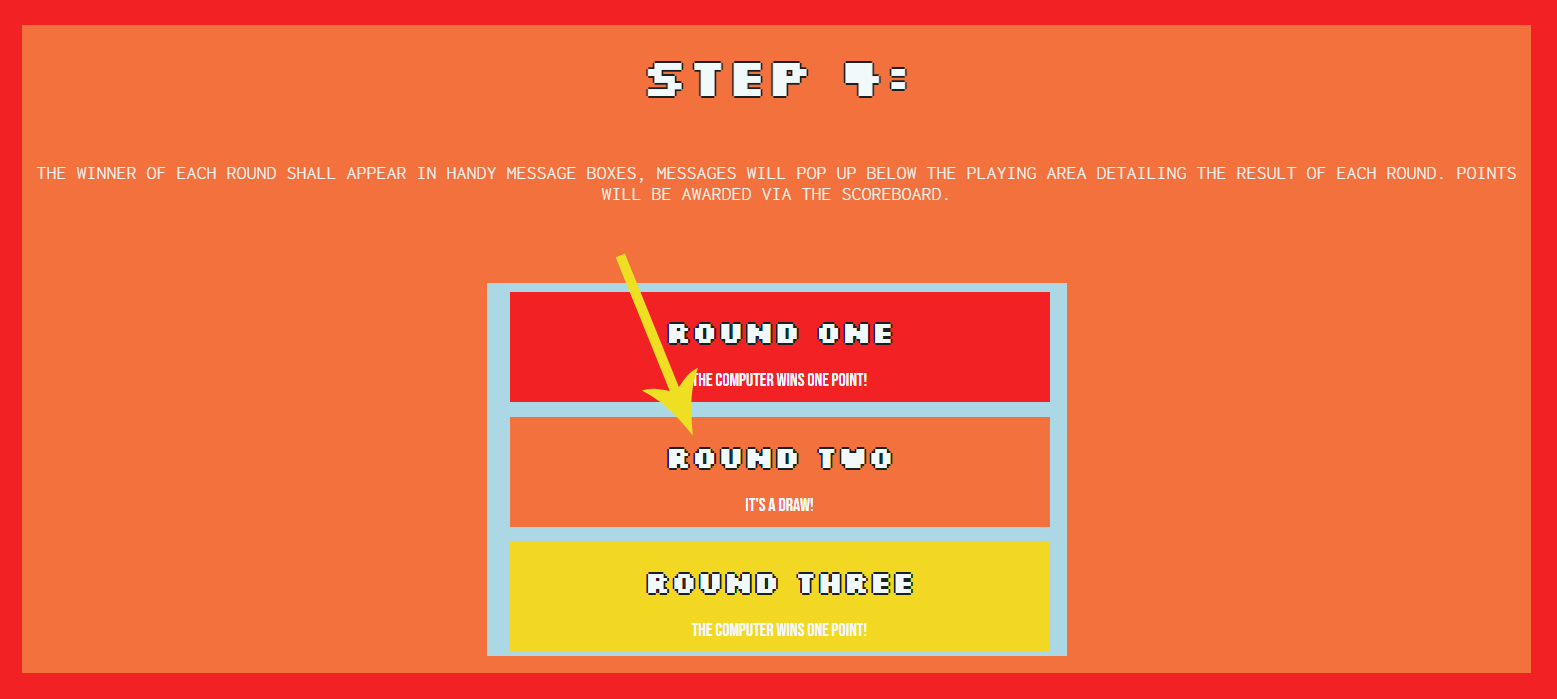 STEP 4:
THE WINNER OF EACH ROUND SHALL APPEAR IN HANDY MESSAGE BOXES, MESSAGES WILL POP UP BELOW THE PLAYING AREA DETAILING THE RESULT OF EACH ROUND. POINTS
WILL BE AWARDED VIA THE SCOREBOARD.
ROUND ONE
THE COMPUTER WINS ONE POINT!
ROUND TWO
IT'S A DRAW!
ROUND THREE
THE COMPUTER WINS ONE POINT!